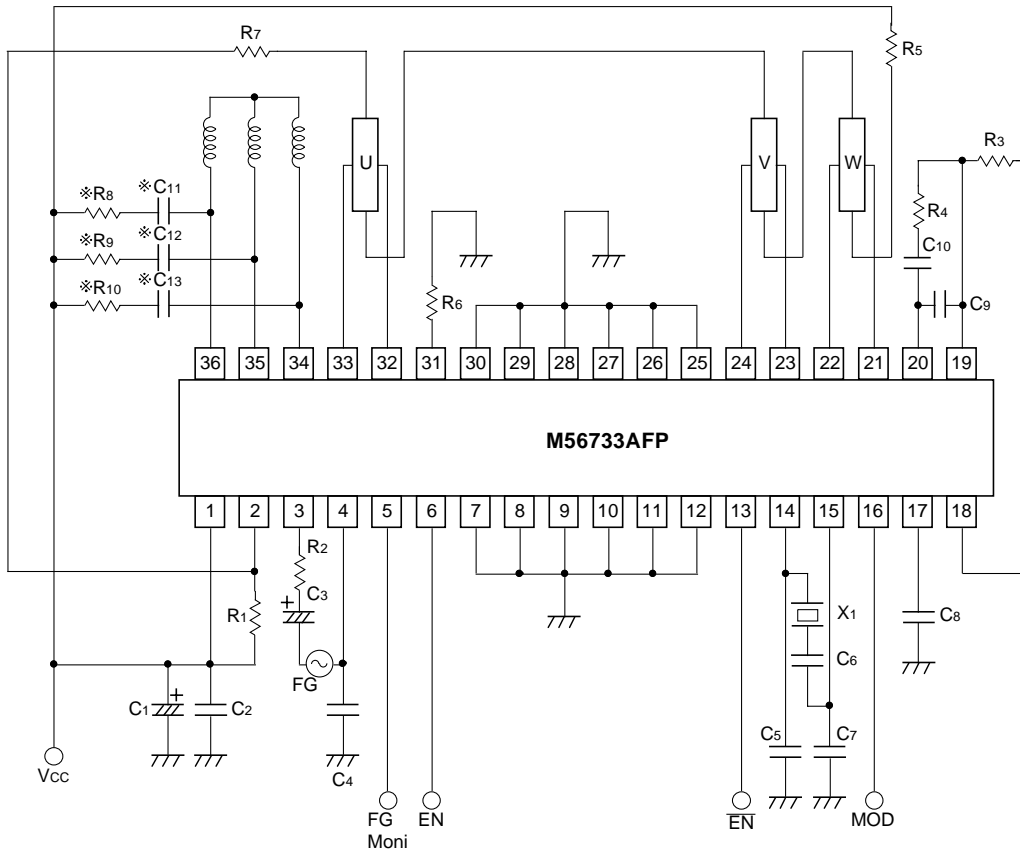 R7
R5
U
V
W
R3
※R8
※C11
R4
※R9
※C12
C10
※R10
※C13
R6
C9
36
35
34
33
32
31
30
29
28
27
26
25
24
23
22
21
20
19
M56733AFP
1
2
3
4
5
6
7
8
9
10
11
12
13
14
15
16
17
18
R2
C3
+
R1
X1
C8
C6
FG
C1
+
C2
C5
C7
C4
VCC
FG
Moni
EN
E̅N̅
MOD